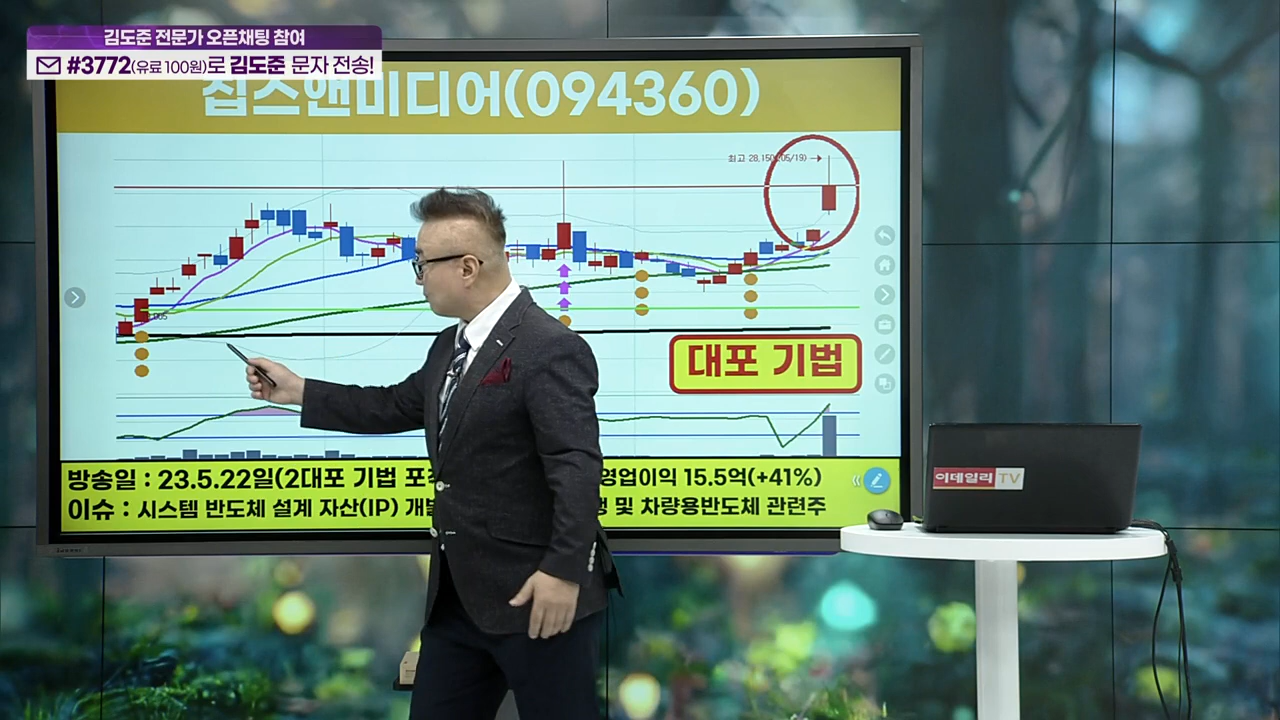 김도준 전문가 오픈채팅 참여
#3772(유료 100원)로 김도준 문자 전송!
칩스앤미디어(094360)
최고 28,150(05/19)
대포 기법
방송일 : 23.5.22일(2대포 기법 영업이익 15.5억(+41%)
이슈 : 시스템 반도체 설계 자산(IP) 및 차량용반도체 관련주
이데일리TV